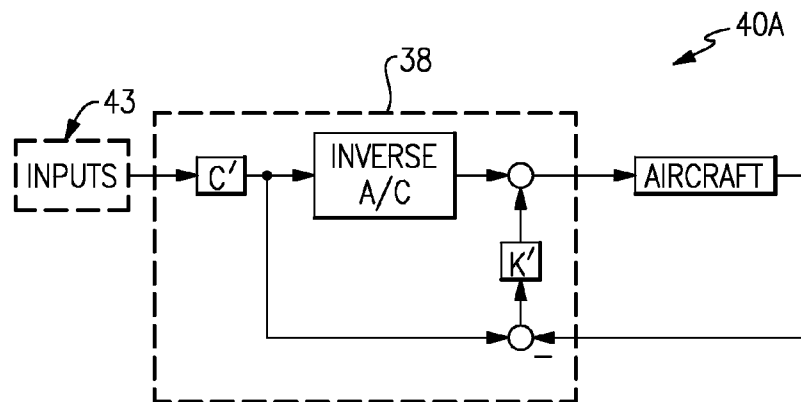 40A
38
43
INPUTS
C'
INVERSE
A/C
AIRCRAFT
K'
−